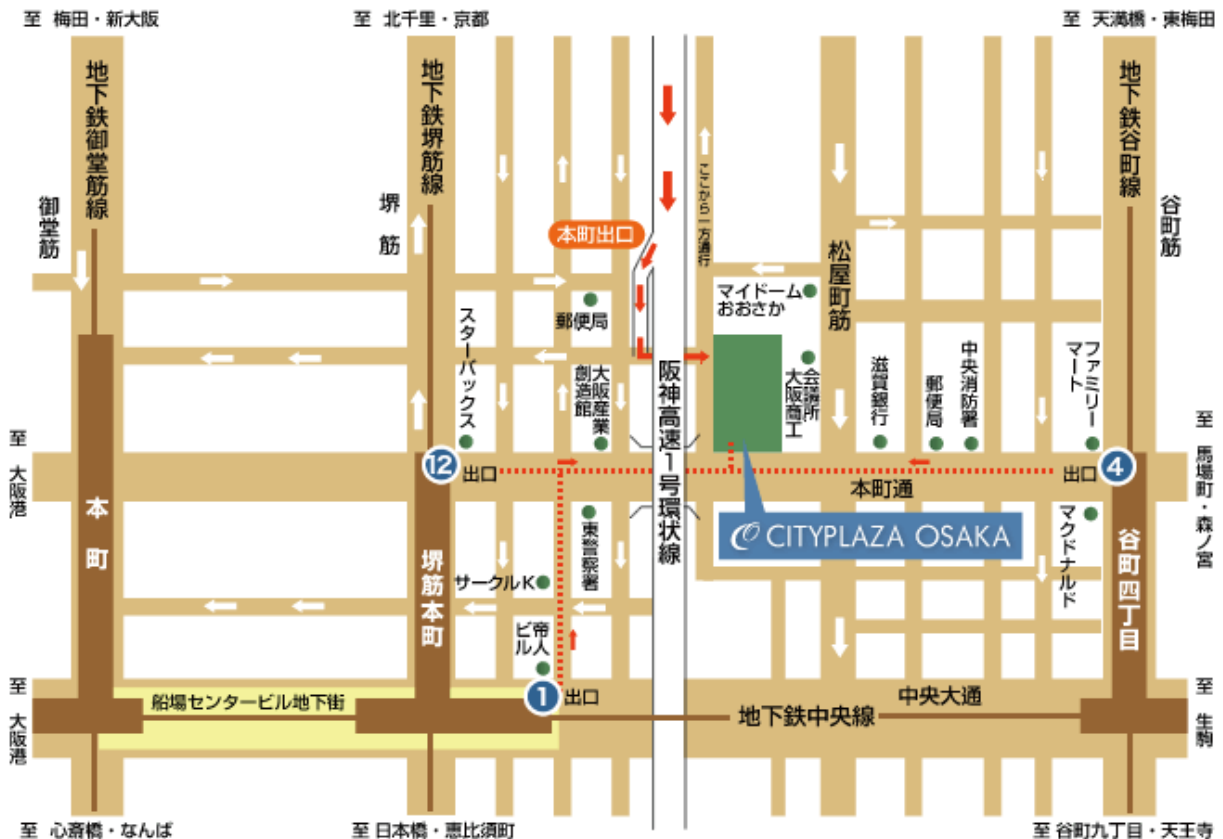 至 梅田・新大阪
至 北千里・京都
至 天満橋・東梅田
地下鉄御堂筋線
地下鉄堺筋線
地下鉄谷町線
御堂筋
堺筋
谷町筋
ここから一方通行
本町出口
松屋町筋
マイドーム
おおさか
郵便局
スターバックス
大阪産業
創造館
阪神高速1号環状線
大阪商工
会議所
滋賀銀行
郵便局
中央消防署
ファミリー
マート
至 大阪港
至 馬場町・森ノ宮
12 出口
出口 4
本町通
本町
堺筋本町
谷町四丁目
CITYPLAZA OSAKA
東警察署
マクドナルド
サークルK
帝人
ビル
1 出口
船場センタービル地下街
地下鉄中央線
中央大通
至 大阪港
至 生駒
至 心斎橋・なんば
至 日本橋・恵比須町
至 谷町九丁目・天王寺